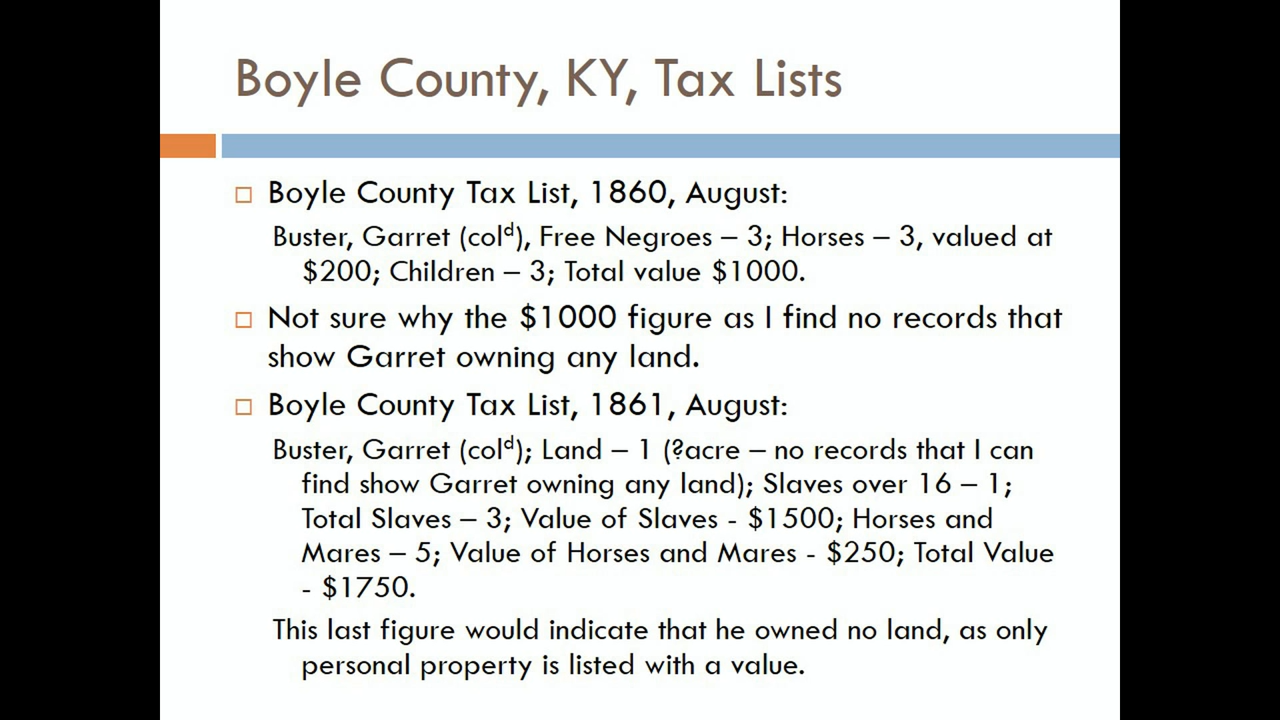 Boyle County, KY, Tax Lists
Boyle County Tax List, 1860, August:
Buster, Garret (colᵈ), Free Negroes – 3; Horses – 3, valued at
$200; Children – 3; Total value $1000.
Not sure why the $1000 figure as I find no records that
show Garret owning any land.
Boyle County Tax List, 1861, August:
Buster, Garret (colᵈ); Land – 1 (?acre – no records that I can
find show Garret owning any land); Slaves over 16 – 1;
Total Slaves – 3; Value of Slaves - $1500; Horses and
Mares – 5; Value of Horses and Mares - $250; Total Value
- $1750.
This last figure would indicate that he owned no land, as only
personal property is listed with a value.